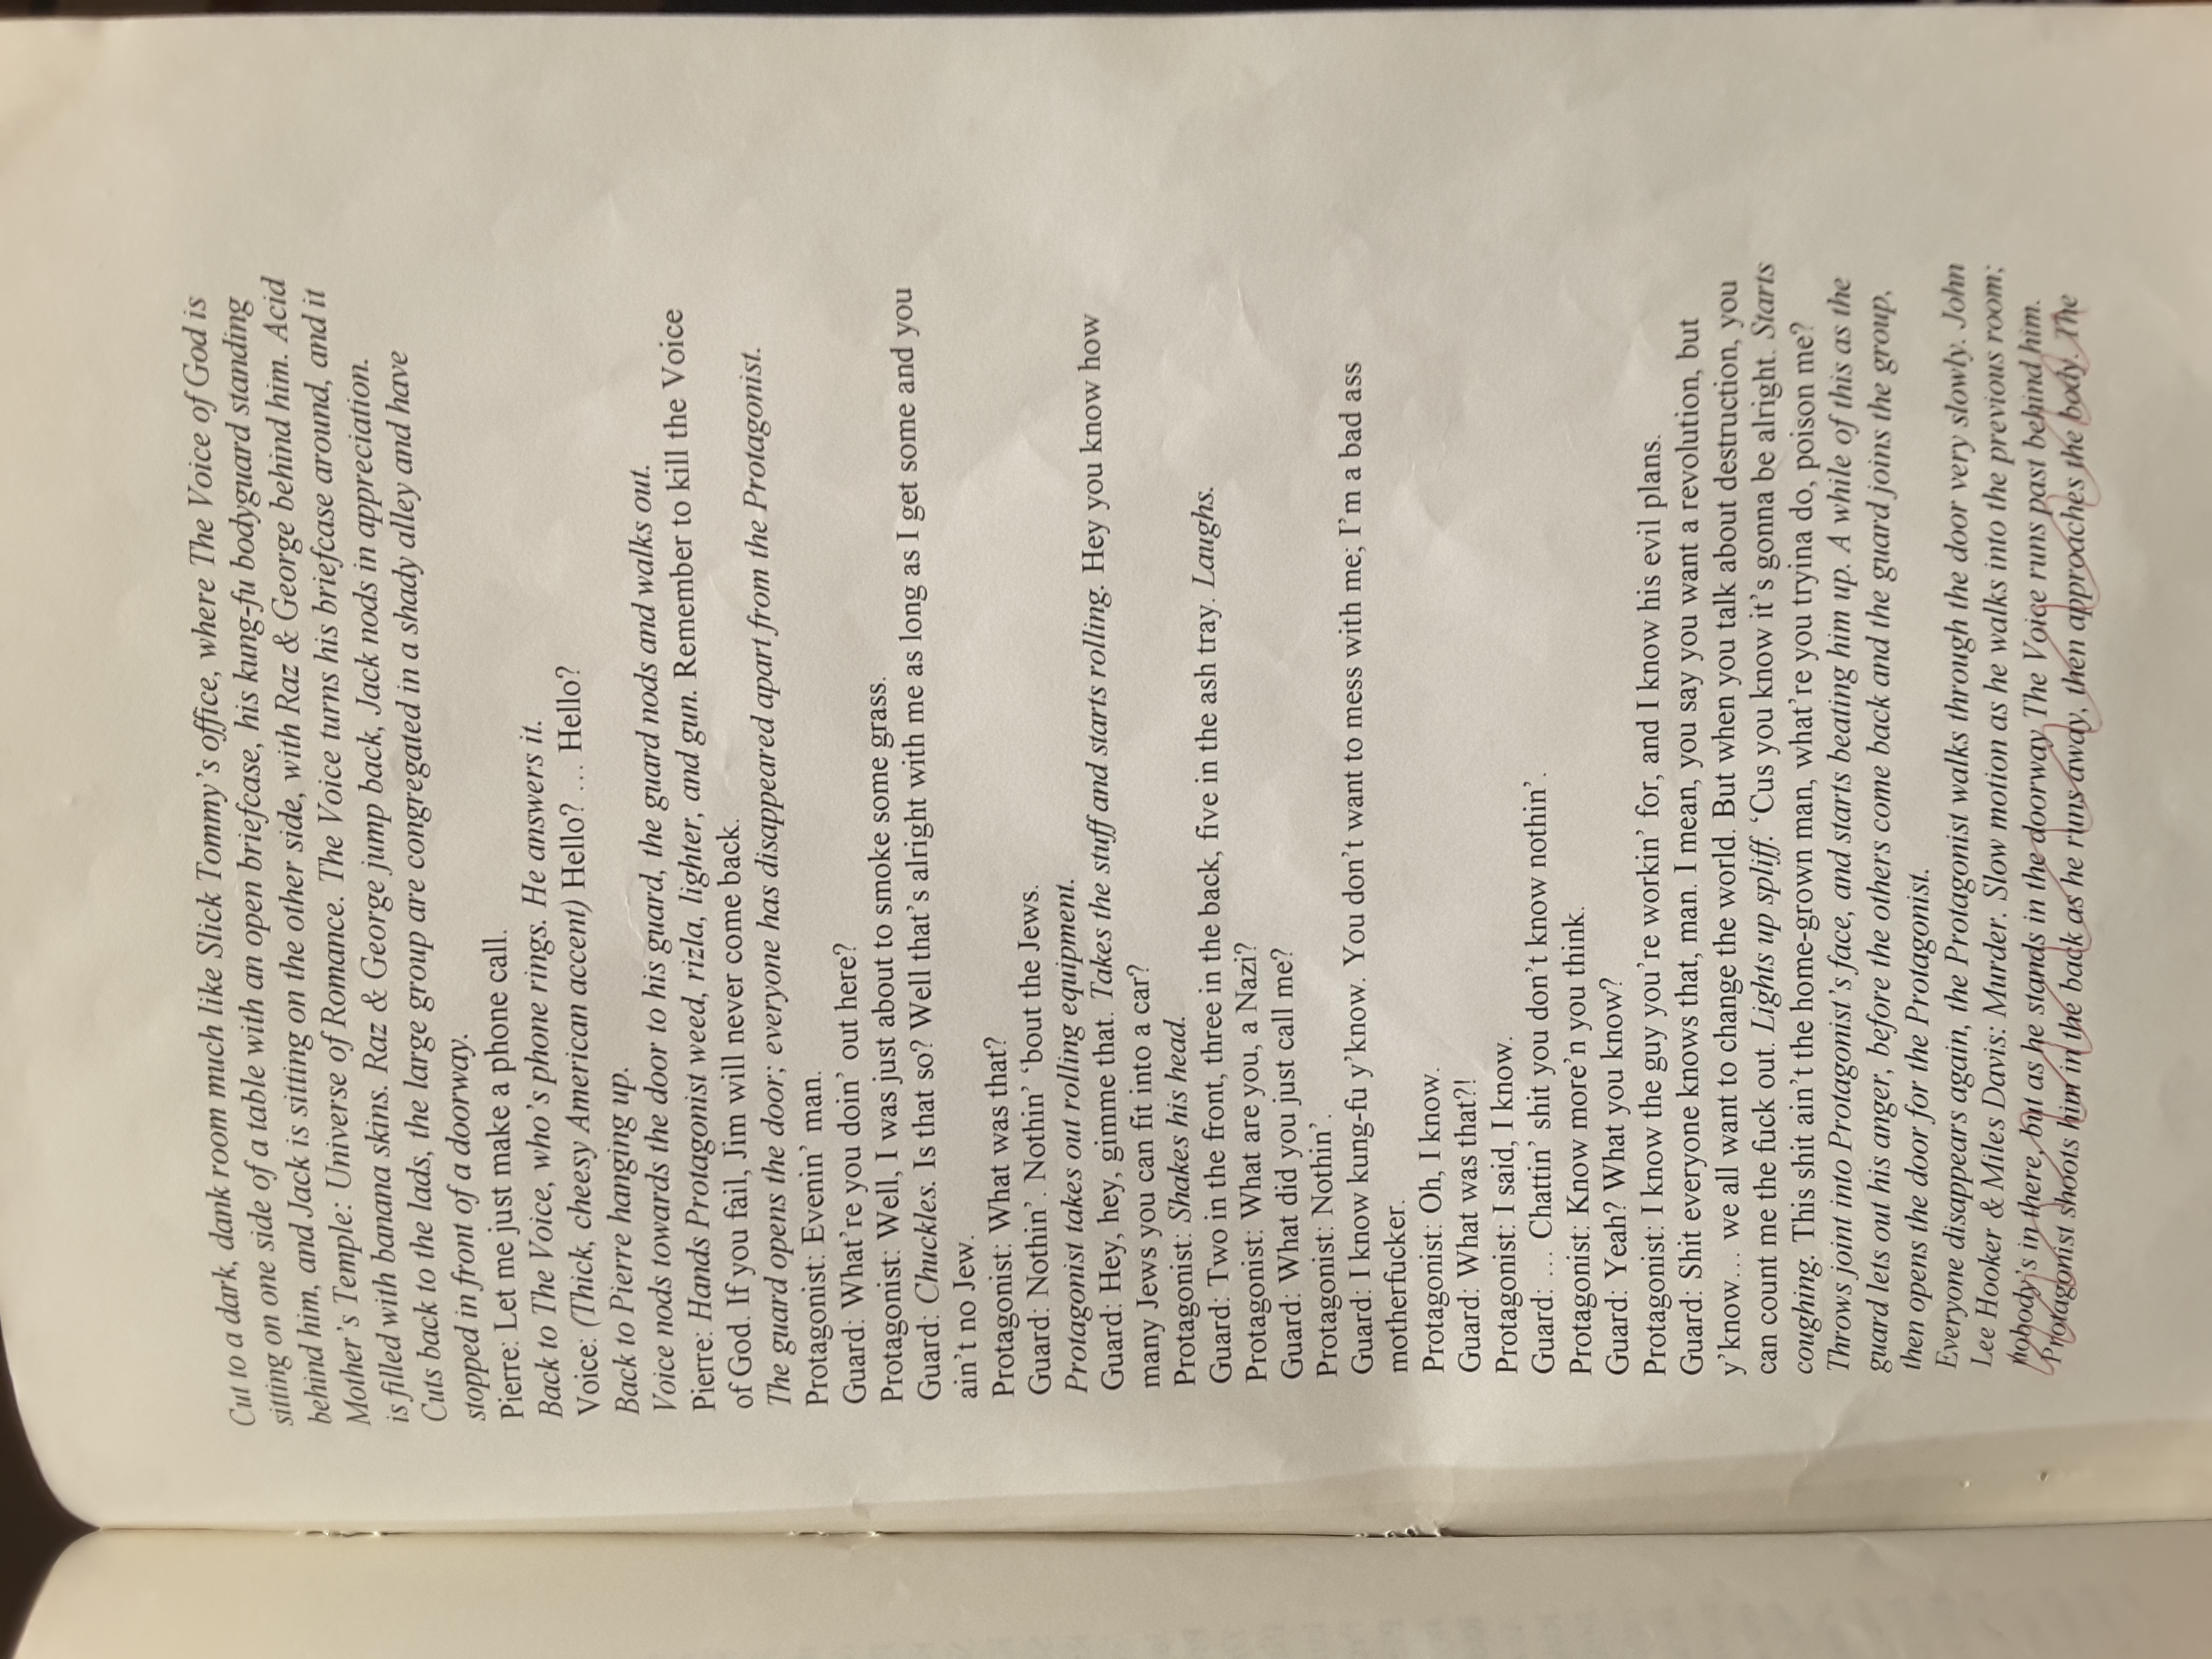 Cut to a dark, dank room much like Slick Tommy's office, where The Voice of God is
sitting on one side of a table with an open briefcase, his kung-fu bodyguard standing
behind him, and Jack is sitting on the other side, with Raz & George behind him. Acid
Mother's Temple: Universe of Romance. The Voice turns his briefcase around, and it
is filled with banana skins. Raz & George jump back, Jack nods in appreciation.
Cuts back to the lads, the large group are congregated in a shady alley and have
stopped in front of a doorway.
Pierre: Let me just make a phone call.
Back to The Voice, who's phone rings. He answers it.
Voice: (Thick, cheesy American accent) Hello? … Hello?
Back to Pierre hanging up.
Voice nods towards the door to his guard, the guard nods and walks out.
Pierre: Hands Protagonist weed, rizla, lighter, and gun. Remember to kill the Voice
of God. If you fail, Jim will never come back.
The guard opens the door; everyone has disappeared apart from the Protagonist.
Protagonist: Evenin' man.
Guard: What're you doin' out here?
Protagonist: Well, I was just about to smoke some grass.
Guard: Chuckles. Is that so? Well that's alright with me as long as I get some and you
ain't no Jew.
Protagonist: What was that?
Guard: Nothin'. Nothin' 'bout the Jews.
Protagonist takes out rolling equipment.
Guard: Hey, hey, gimme that. Takes the stuff and starts rolling. Hey you know how
many Jews you can fit into a car?
Protagonist: Shakes his head.
Guard: Two in the front, three in the back, five in the ash tray. Laughs.
Protagonist: What are you, a Nazi?
Guard: What did you just call me?
Protagonist: Nothin'.
Guard: I know kung-fu y'know. You don't want to mess with me; I'm a bad ass
motherfucker.
Protagonist: Oh, I know.
Guard: What was that?!
Protagonist: I said, I know.
Guard: … Chattin' shit you don't know nothin'.
Protagonist: Know more'n you think.
Guard: Yeah? What you know?
Protagonist: I know the guy you're workin' for, and I know his evil plans.
Guard: Shit everyone knows that, man. I mean, you say you want a revolution, but
y'know… we all want to change the world. But when you talk about destruction, you
can count me the fuck out. Lights up spliff. 'Cus you know it's gonna be alright. Starts
coughing. This shit ain't the home-grown man, what're you tryina do, poison me?
Throws joint into Protagonist's face, and starts beating him up. A while of this as the
guard lets out his anger, before the others come back and the guard joins the group,
then opens the door for the Protagonist.
Everyone disappears again, the Protagonist walks through the door very slowly. John
Lee Hooker & Miles Davis: Murder. Slow motion as he walks into the previous room;
nobody's in there, but as he stands in the doorway The Voice runs past behind him.
Protagonist shoots him in the back as he runs away, then approaches the body. The